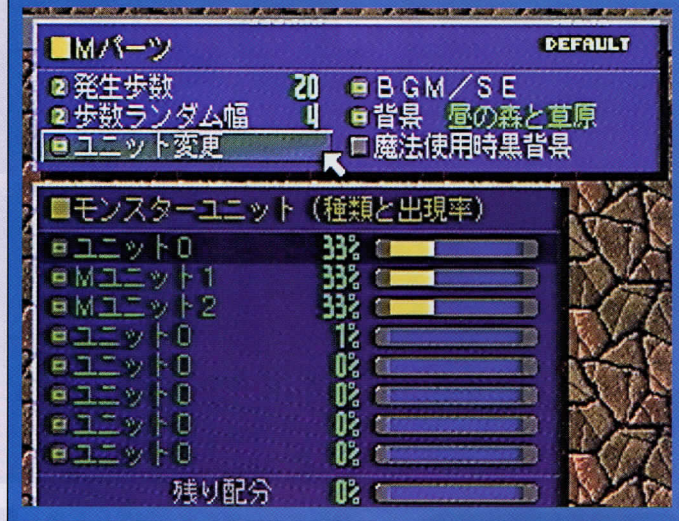 ■Mパーツ ▷DEFAULT
2 発生歩数 20 BGM/SE
2 歩数ランダム幅 4 背景 昼の森と草原
ユニット変更 魔法使用時黒背景
■モンスターユニット(種類と出現率)
ユニット0 33%
Mユニット1 33%
Mユニット2 33%
ユニット0 1%
ユニット0 0%
ユニット0 0%
ユニット0 0%
ユニット0 0%
残り配分 0%